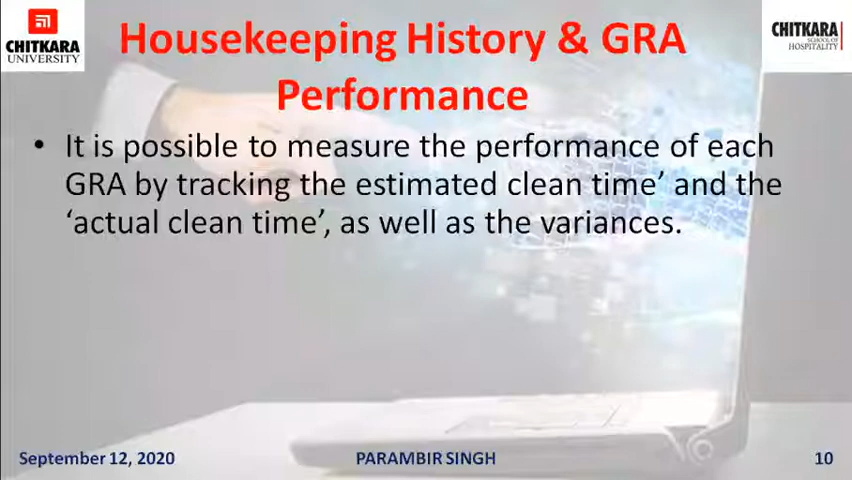 CHITKARA
UNIVERSITY
Housekeeping History & GRA
Performance
CHITKARA
SCHOOL OF
HOSPITALITY
• It is possible to measure the performance of each
GRA by tracking the estimated clean time’ and the
‘actual clean time’, as well as the variances.
September 12, 2020
PARAMBIR SINGH
10